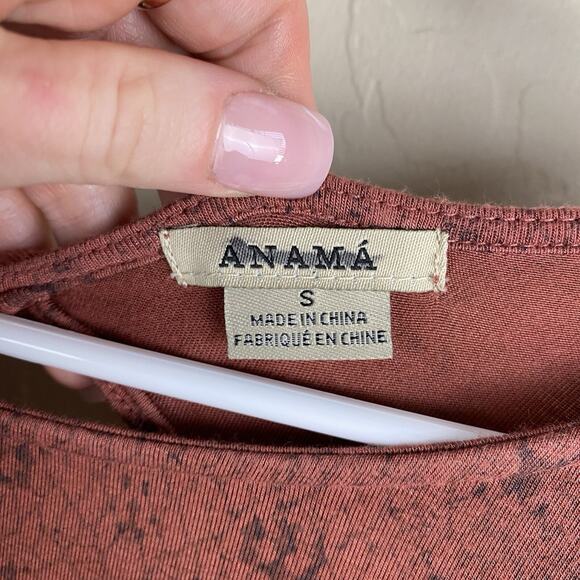 ANAMÁ
S
MADE IN CHINA
FABRIQUÉ EN CHINE